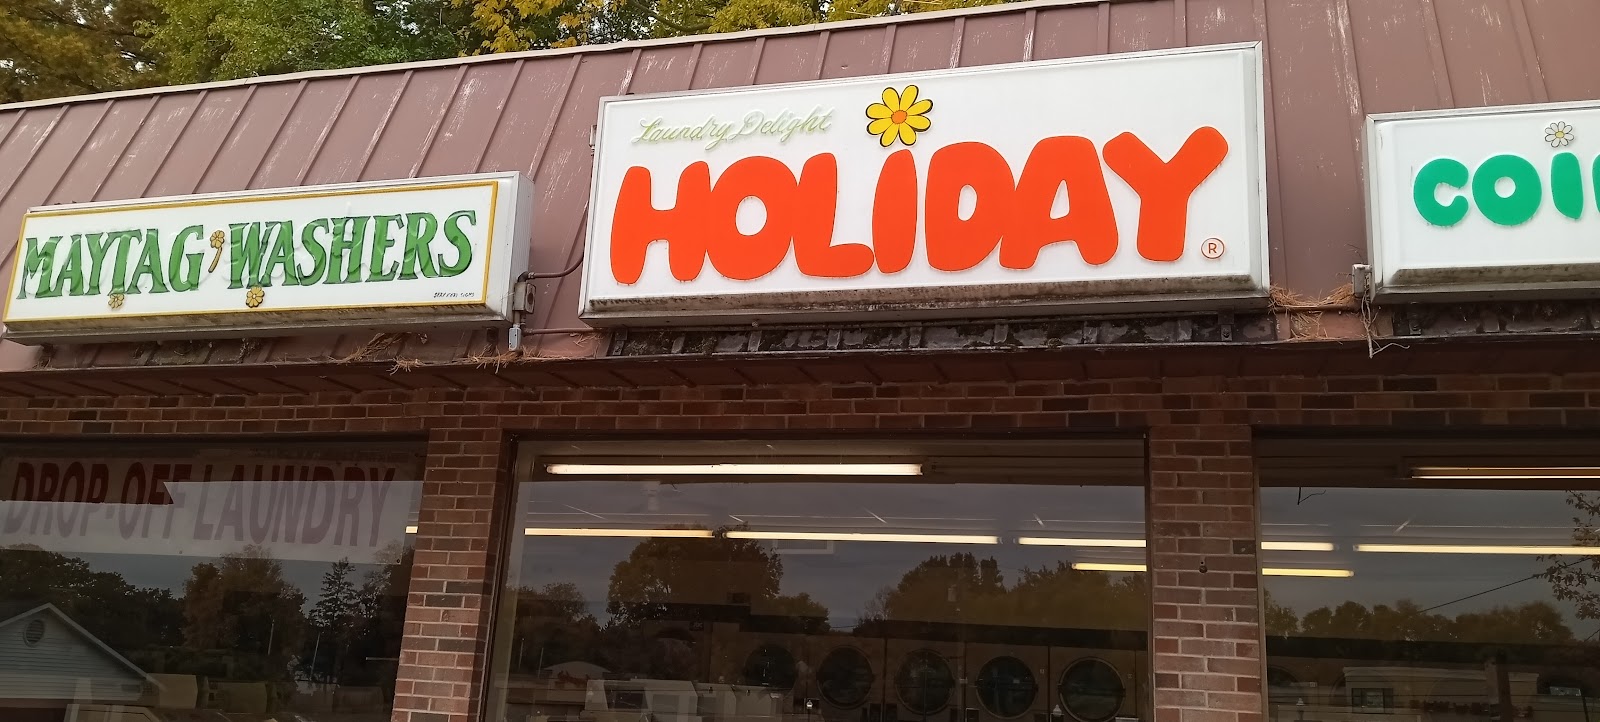 MAYTAG WASHERS
Laundry Delight
HOLiDAY
®
COi
DROP-OFF LAUNDRY